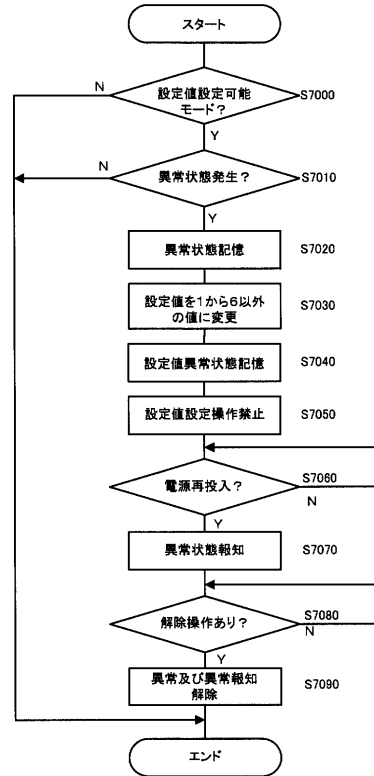 スタート
N
設定値設定可能
モード？
S7000
Y
N
異常状態発生？
S7010
Y
異常状態記憶
S7020
設定値を1から6以外
の値に変更
S7030
設定値異常状態記憶
S7040
設定値設定操作禁止
S7050
電源再投入？
S7060
N
Y
異常状態報知
S7070
解除操作あり？
S7080
N
Y
異常及び異常報知
解除
S7090
エンド